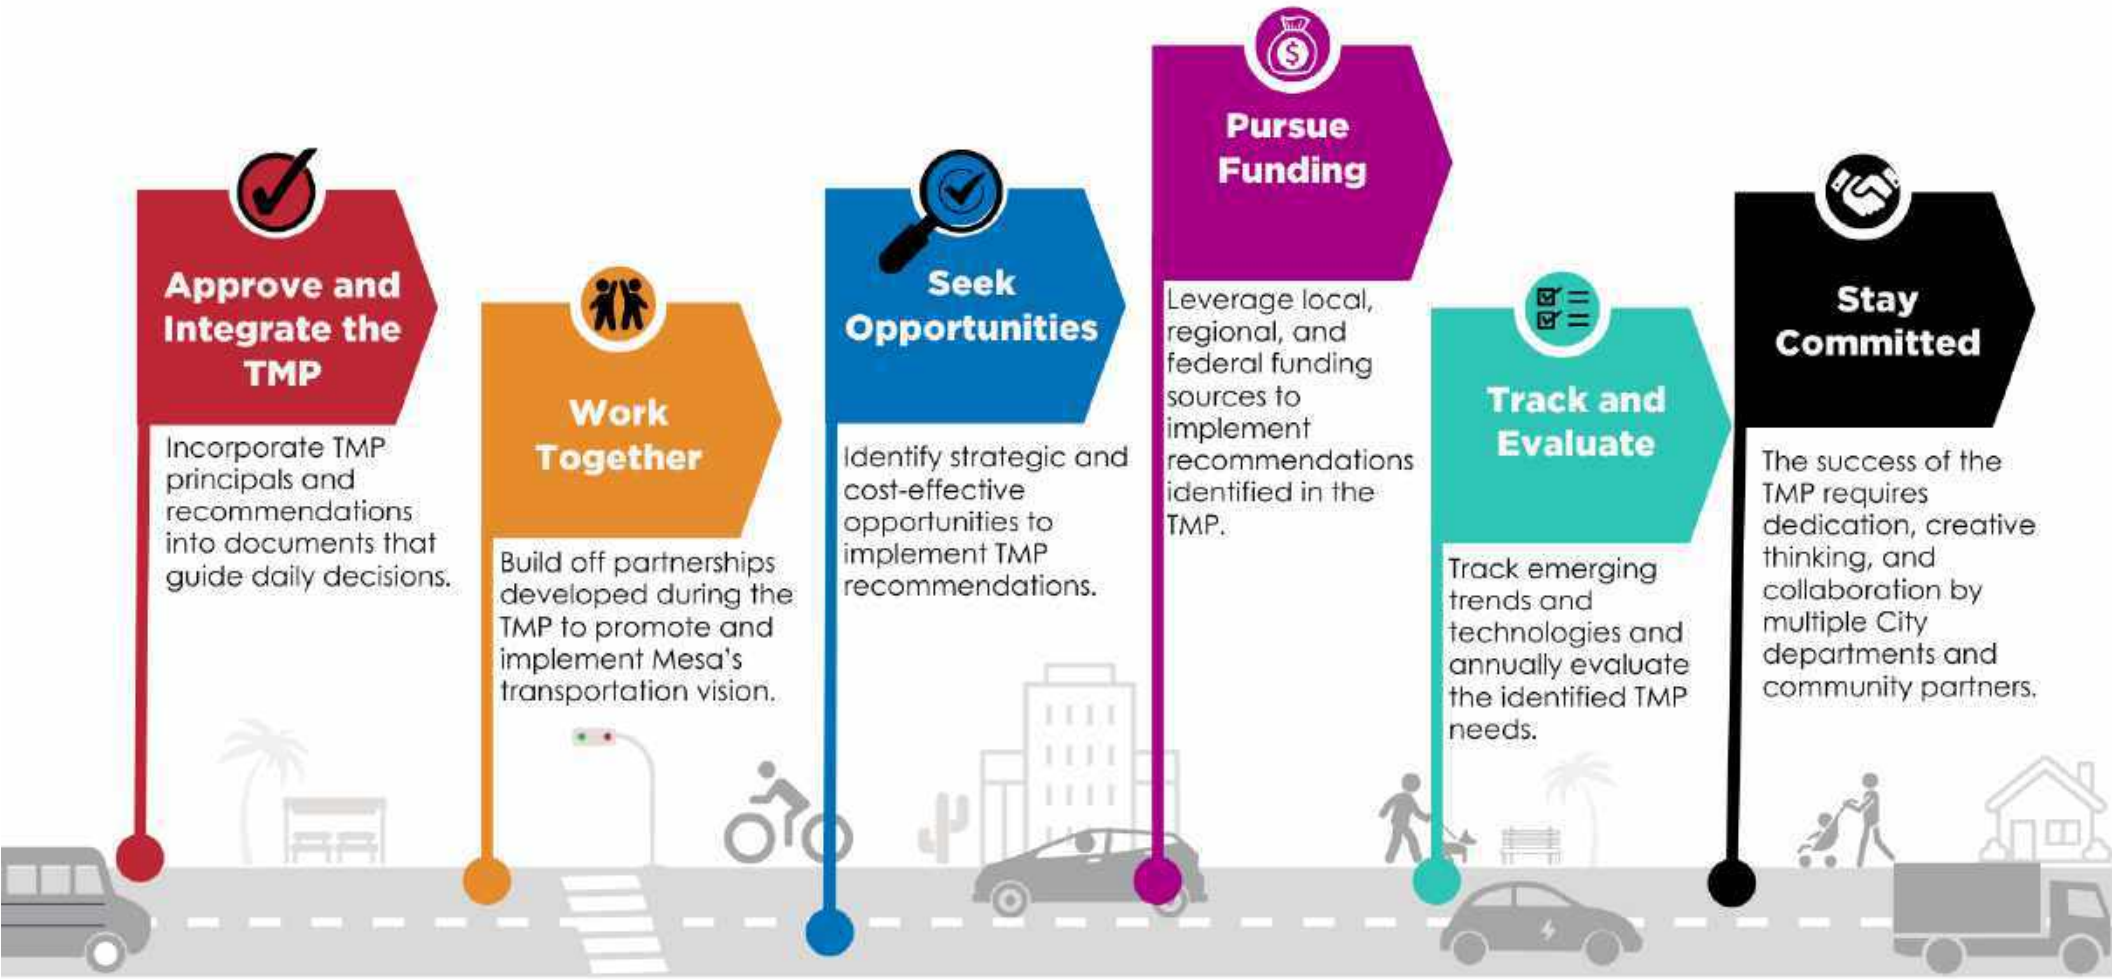 Approve and
Integrate the
TMP
Incorporate TMP
principals and
recommendations
into documents that
guide daily decisions.
Work
Together
Build off partnerships
developed during the
TMP to promote and
implement Mesa's
transportation vision.
Seek
Opportunities
Identify strategic and
cost-effective
opportunities to
implement TMP
recommendations.
$
Pursue
Funding
Leverage local,
regional, and
federal funding
sources to
implement
recommendations
identified in the
TMP.
Track and
Evaluate
Track emerging
trends and
technologies and
annually evaluate
the identified TMP
needs.
Stay
Committed
The success of the
TMP requires
dedication, creative
thinking, and
collaboration by
multiple City
departments and
community partners.